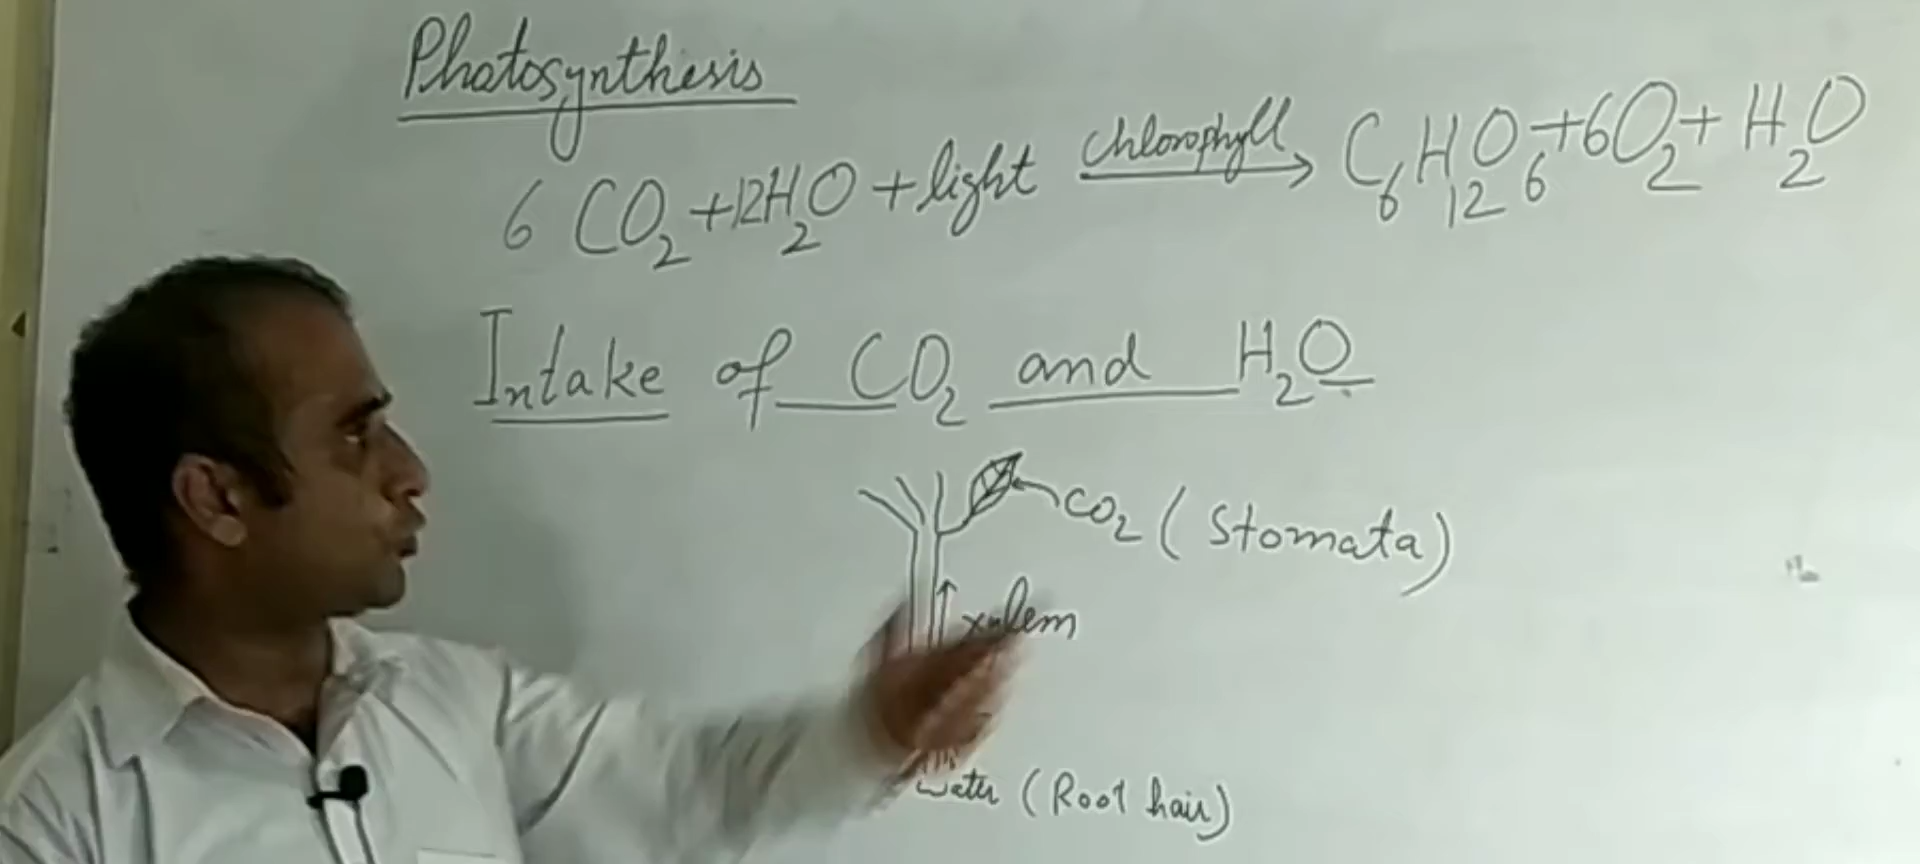 Photosynthesis
6 CO₂ + 12H₂O + light chlorophyll → C₆H₁₂O₆ + 6O₂ + H₂O
Intake of CO₂ and H₂O
CO₂ (Stomata)
xylem
water (Root hair)